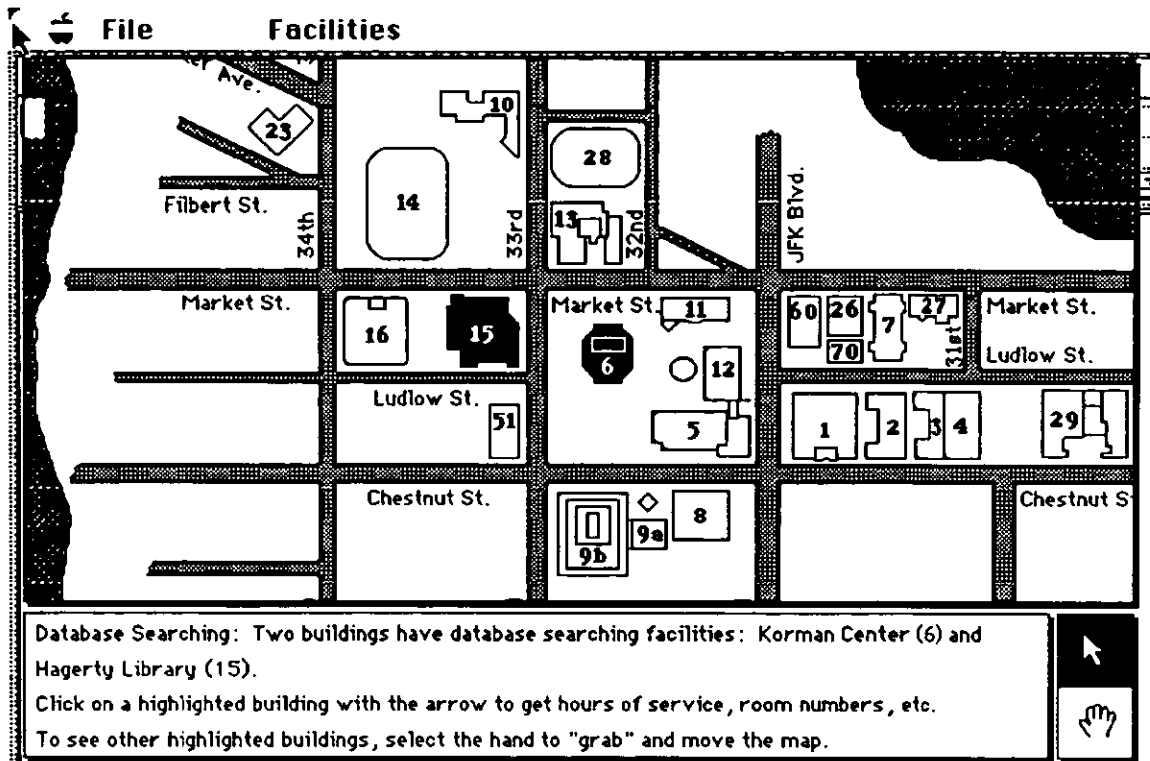 File Facilities
Ave.
23
10
28
14
13
Filbert St.
34th
33rd
32nd
JFK Blvd.
Market St.
Market St.
Market St.
16
15
6
11
12
60
26
70
7
27
31st
Ludlow St.
Ludlow St.
51
5
1
2
3
4
29
Chestnut St.
Chestnut S
9b
9a
8
Database Searching: Two buildings have database searching facilities: Korman Center (6) and
Hagerty Library (15).
Click on a highlighted building with the arrow to get hours of service, room numbers, etc.
To see other highlighted buildings, select the hand to "grab" and move the map.